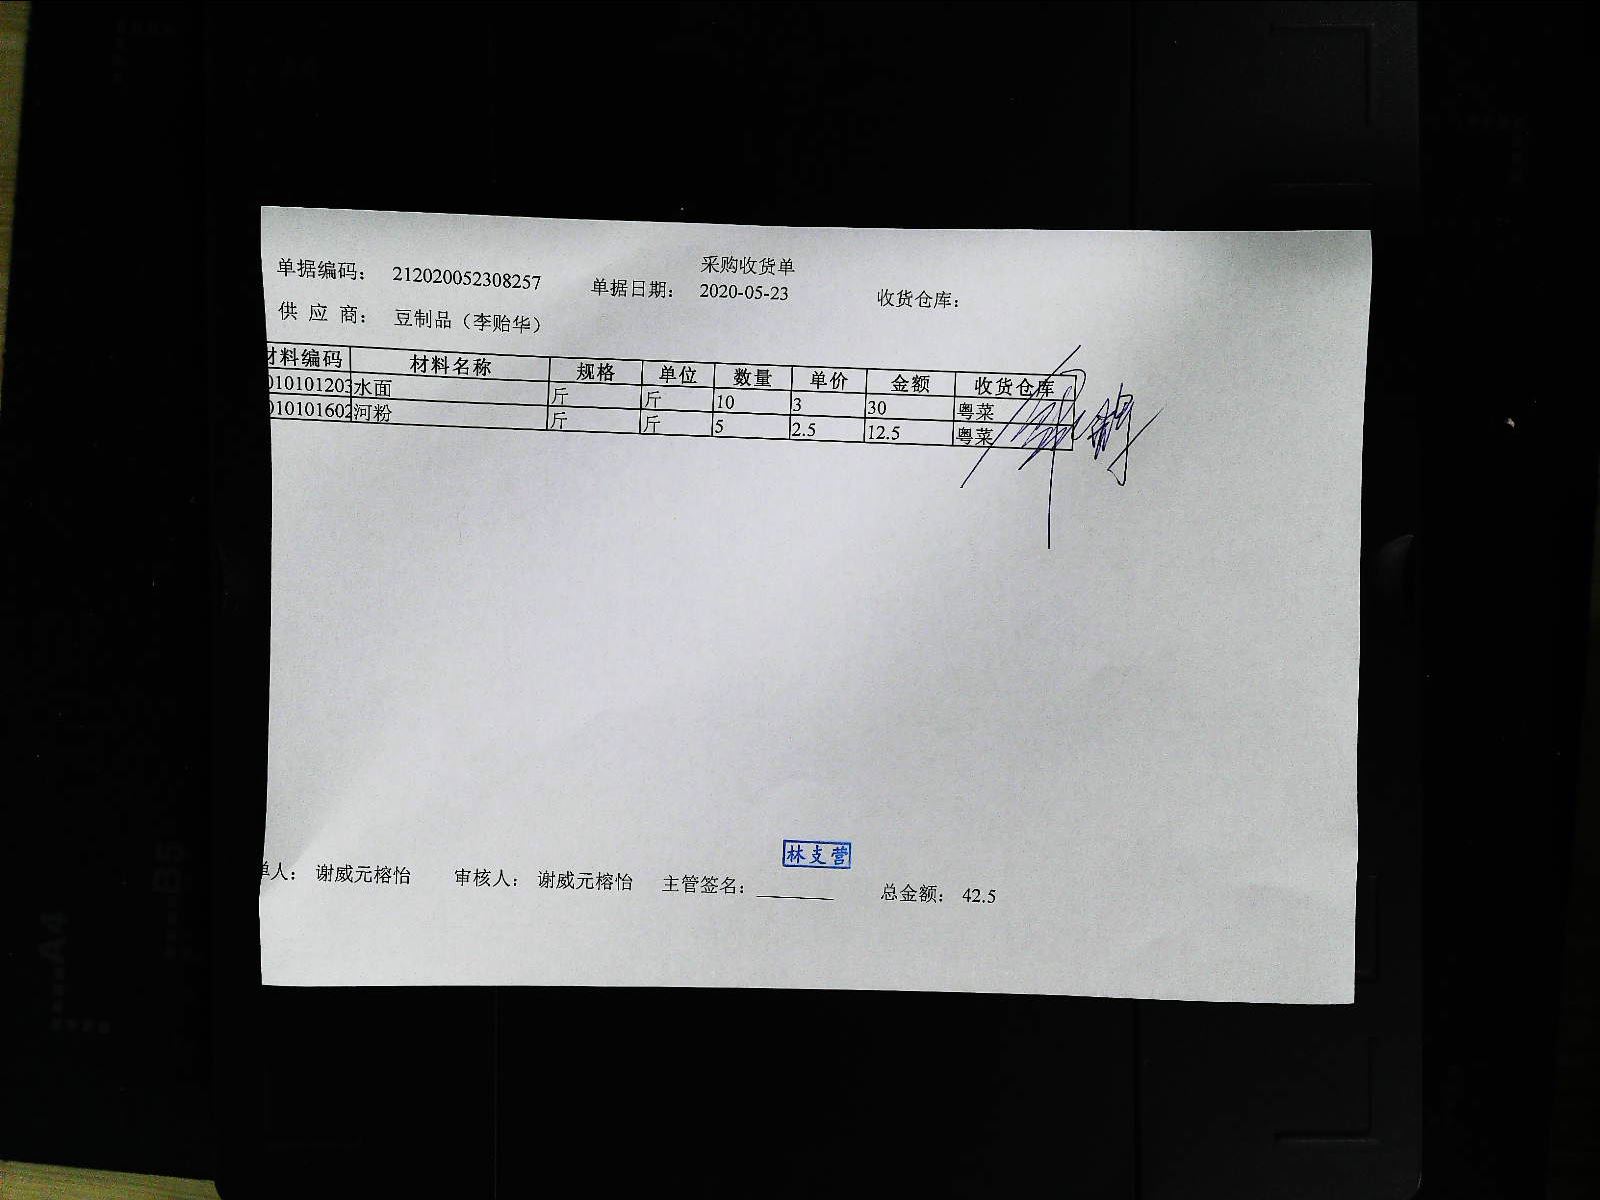 采购收货单
单据编码： 212020052308257 单据日期： 2020-05-23 收货仓库：
供 应 商： 豆制品（李贻华）
材料编码 材料名称 规格 单位 数量 单价 金额 收货仓库
010101203 水面 斤 斤 10 3 30 粤菜
010101602 河粉 斤 斤 5 2.5 12.5 粤菜
林支营
单人： 谢威元榕怡 审核人： 谢威元榕怡 主管签名： 总金额： 42.5